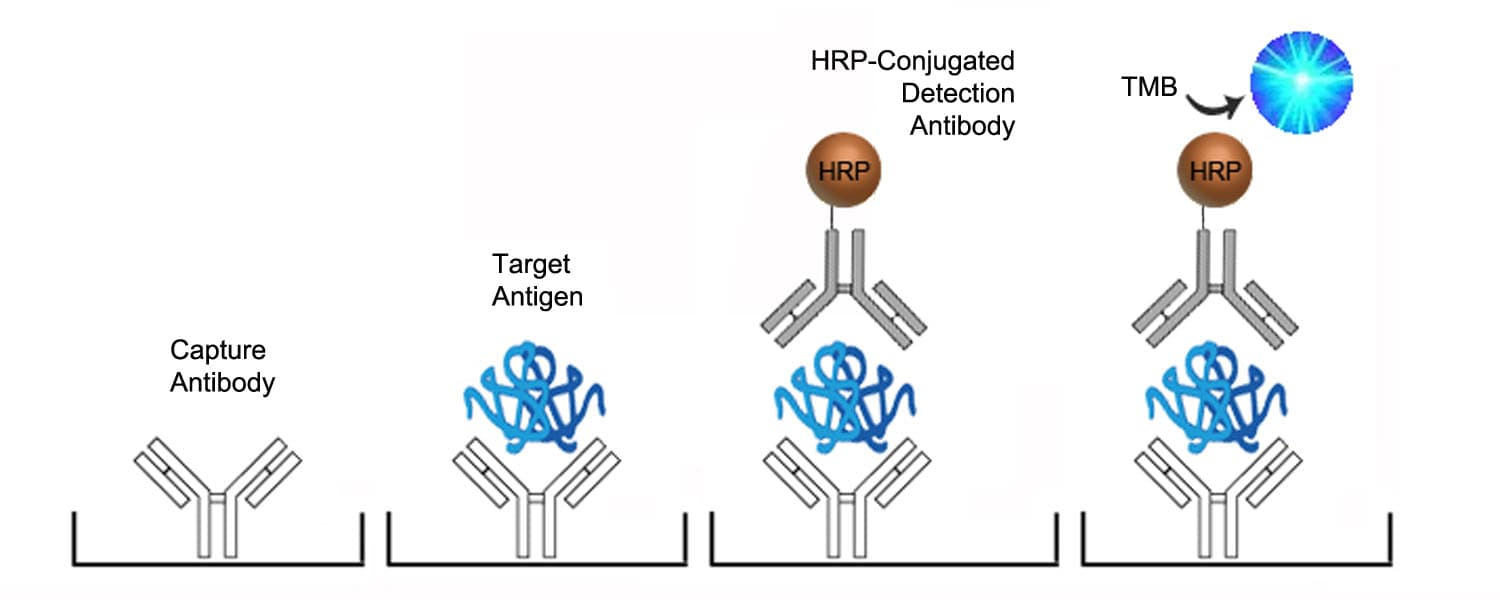 Capture
Antibody
Target
Antigen
HRP-Conjugated
Detection
Antibody
HRP
TMB
HRP